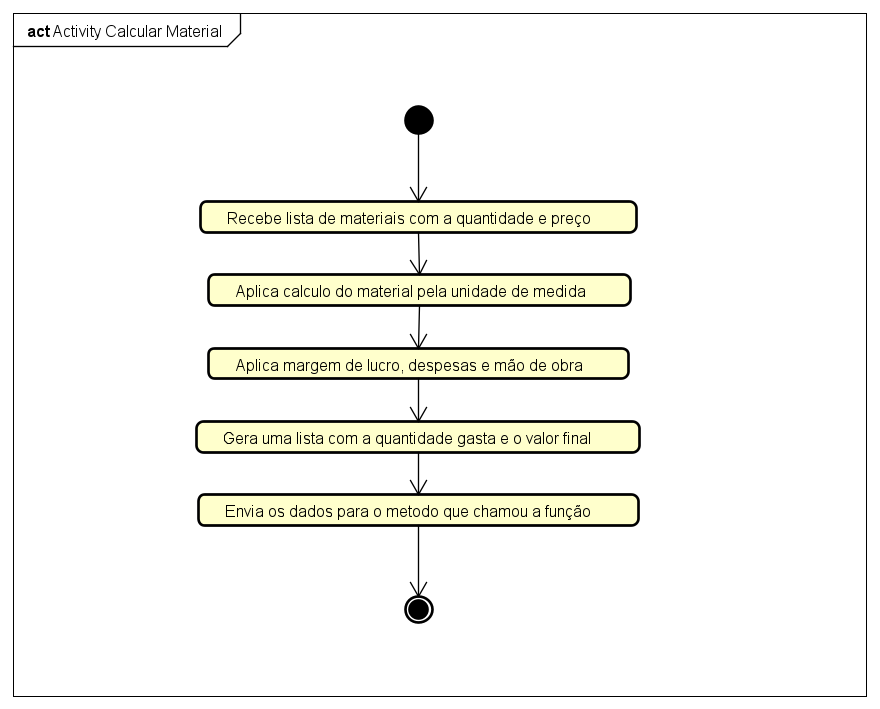 act Activity Calcular Material
Recebe lista de materiais com a quantidade e preço
Aplica calculo do material pela unidade de medida
Aplica margem de lucro, despesas e mão de obra
Gera uma lista com a quantidade gasta e o valor final
Envia os dados para o metodo que chamou a função